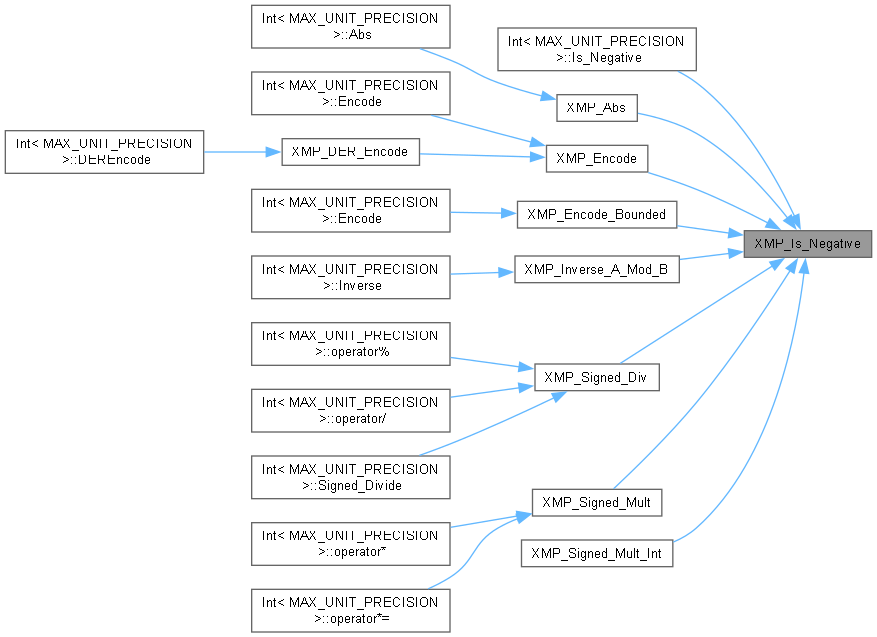 Int< MAX_UNIT_PRECISION
>::Abs
Int< MAX_UNIT_PRECISION
>::Is_Negative
Int< MAX_UNIT_PRECISION
>::Encode
XMP_Abs
Int< MAX_UNIT_PRECISION
>::DEREncode
XMP_DER_Encode
XMP_Encode
Int< MAX_UNIT_PRECISION
>::Encode
XMP_Encode_Bounded
XMP_Is_Negative
Int< MAX_UNIT_PRECISION
>::Inverse
XMP_Inverse_A_Mod_B
Int< MAX_UNIT_PRECISION
>::operator%
XMP_Signed_Div
Int< MAX_UNIT_PRECISION
>::operator/
Int< MAX_UNIT_PRECISION
>::Signed_Divide
XMP_Signed_Mult
Int< MAX_UNIT_PRECISION
>::operator*
XMP_Signed_Mult_Int
Int< MAX_UNIT_PRECISION
>::operator*=